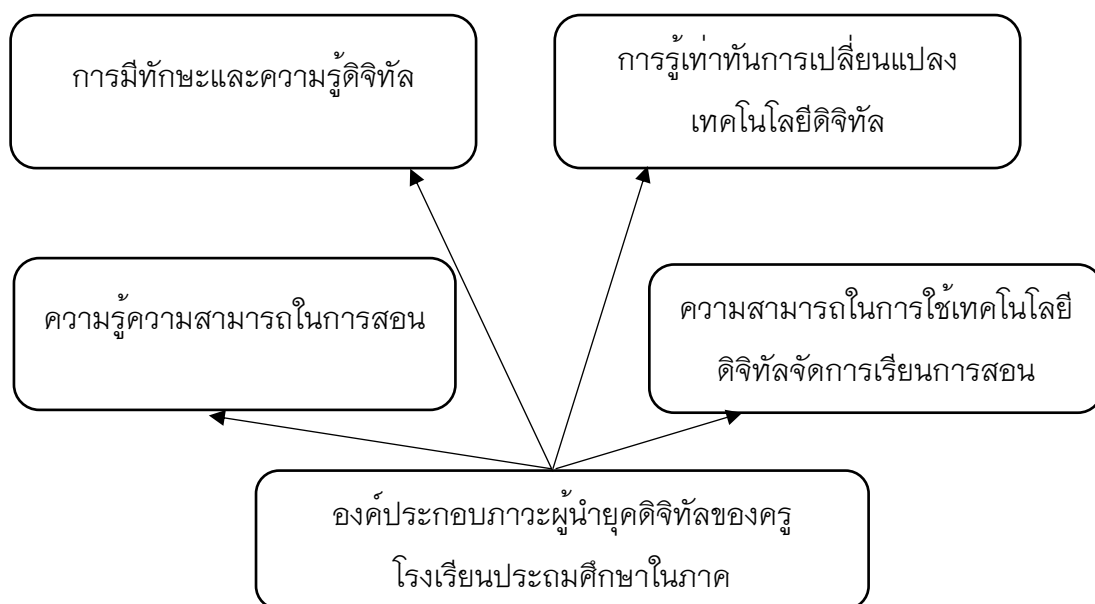 การมีทักษะและความรู้ดิจิทัล
การรู้เท่าทันการเปลี่ยนแปลง
เทคโนโลยีดิจิทัล
ความรู้ความสามารถในการสอน
ความสามารถในการใช้เทคโนโลยี
ดิจิทัลจัดการเรียนการสอน
องค์ประกอบภาวะผู้นำยุคดิจิทัลของครู
โรงเรียนประถมศึกษาในภาค